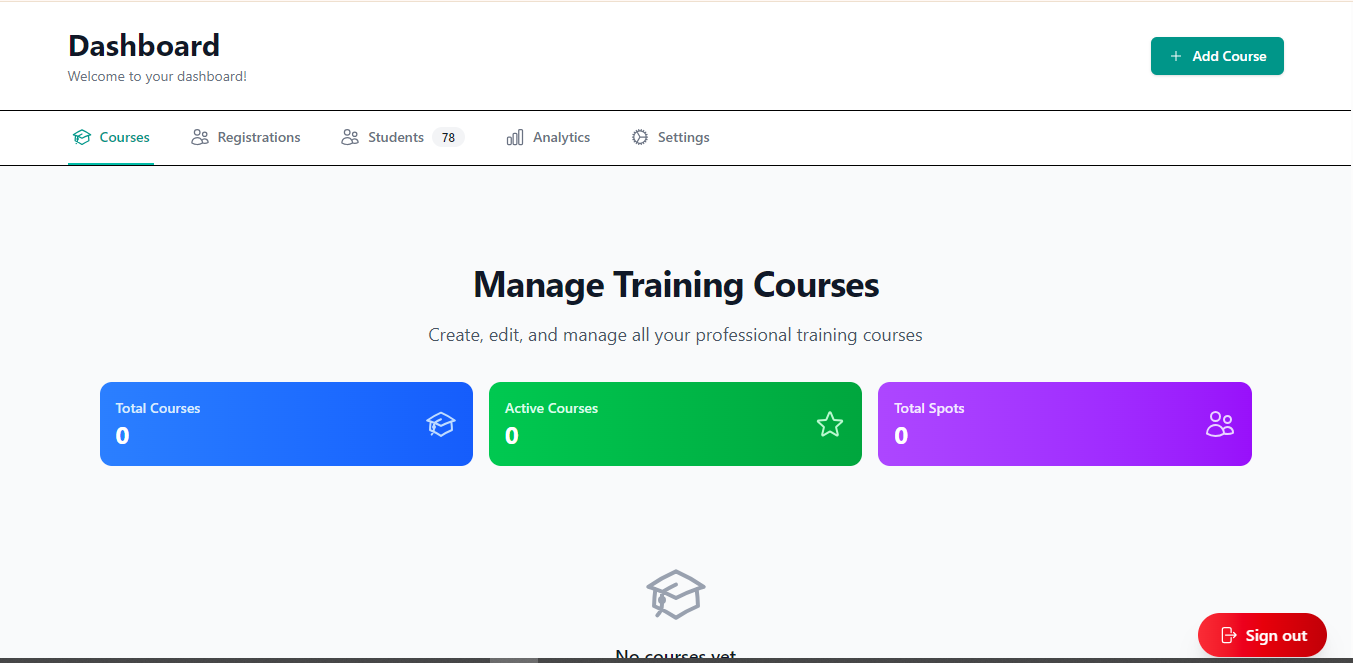 Dashboard
Welcome to your dashboard!
Add Course
Courses
Registrations
Students 78
Analytics
Settings
Manage Training Courses
Create, edit, and manage all your professional training courses
Total Courses
0
Active Courses
0
Total Spots
0
No courses yet
Sign out